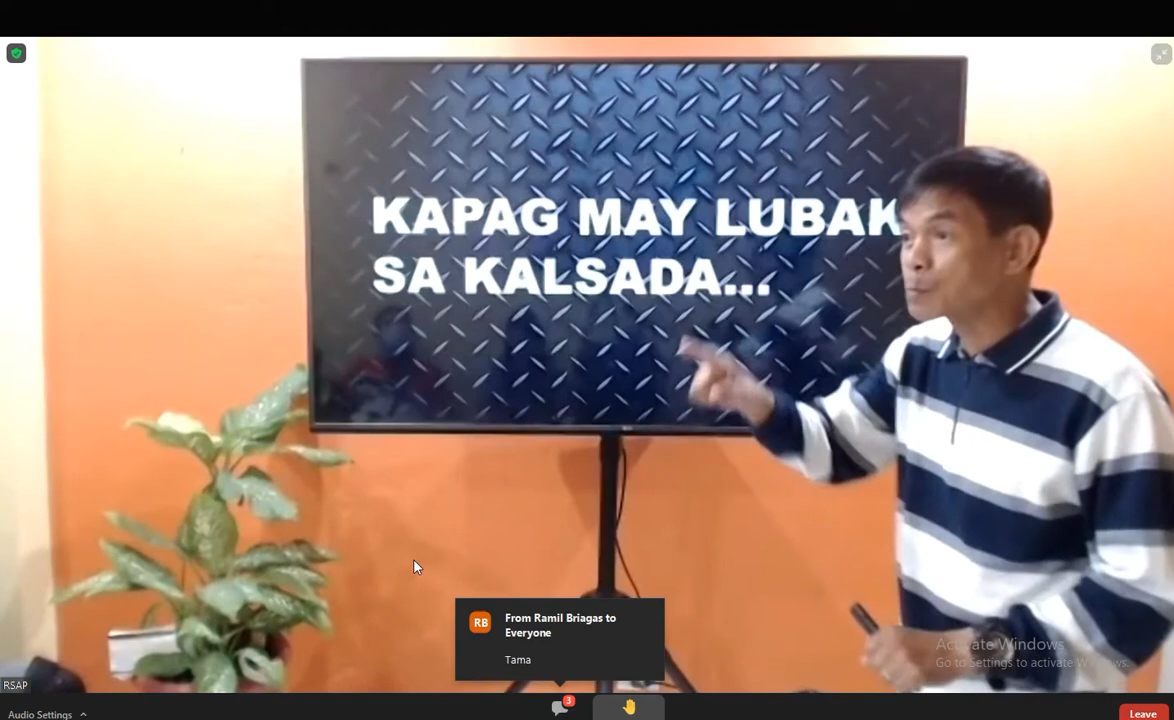 KAPAG MAY LUBAK
SA KALSADA...
RB
From Ramil Briagas to
Everyone
Tama
Activate Windows
Go to Settings to activate Windows.
RSAP
3
Audio Settings
Leave